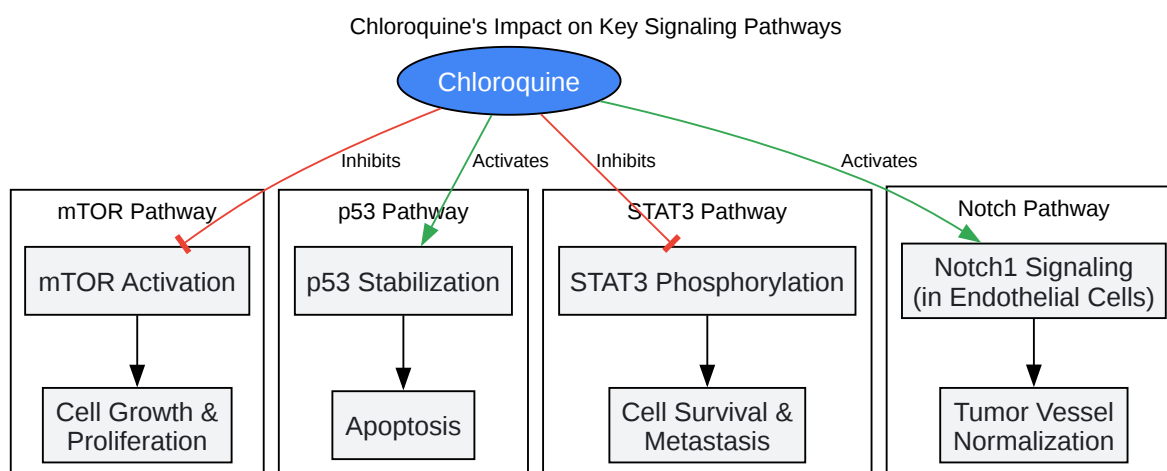 Chloroquine's Impact on Key Signaling Pathways
Chloroquine
Inhibits
Activates
Inhibits
Activates
mTOR Pathway
p53 Pathway
STAT3 Pathway
Notch Pathway
mTOR Activation
p53 Stabilization
STAT3 Phosphorylation
Notch1 Signaling
(in Endothelial Cells)
Cell Growth &
Proliferation
Apoptosis
Cell Survival &
Metastasis
Tumor Vessel
Normalization